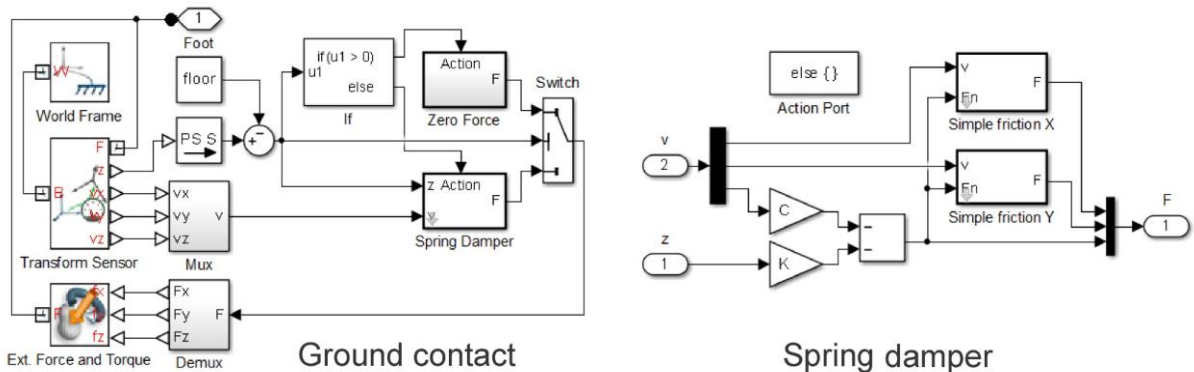 1
Foot
W
World Frame
floor
if(u1 > 0)
u1
else
If
Action
F
Zero Force
Switch
F
rz
B
vx
vy
vz
Transform Sensor
PS S
+
−
vx
vy
vz
v
Mux
z
Action
v
F
Spring Damper
F
fx
fy
fz
Ext. Force and Torque
Fx
Fy
Fz
F
Demux
Ground contact
else {}
Action Port
v
Fn
F
Simple friction X
v
2
v
Fn
F
Simple friction Y
C
z
1
K
−
−
F
1
Spring damper